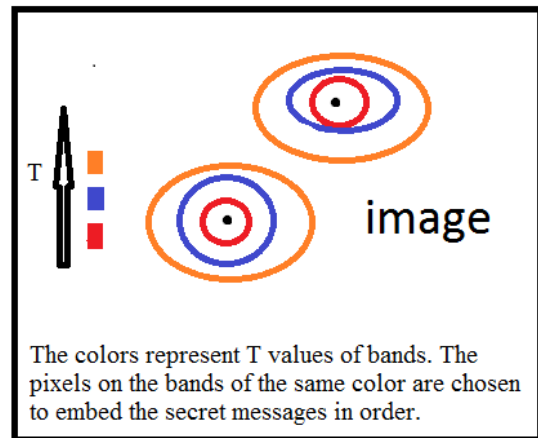 T
image
The colors represent T values of bands. The
pixels on the bands of the same color are chosen
to embed the secret messages in order.